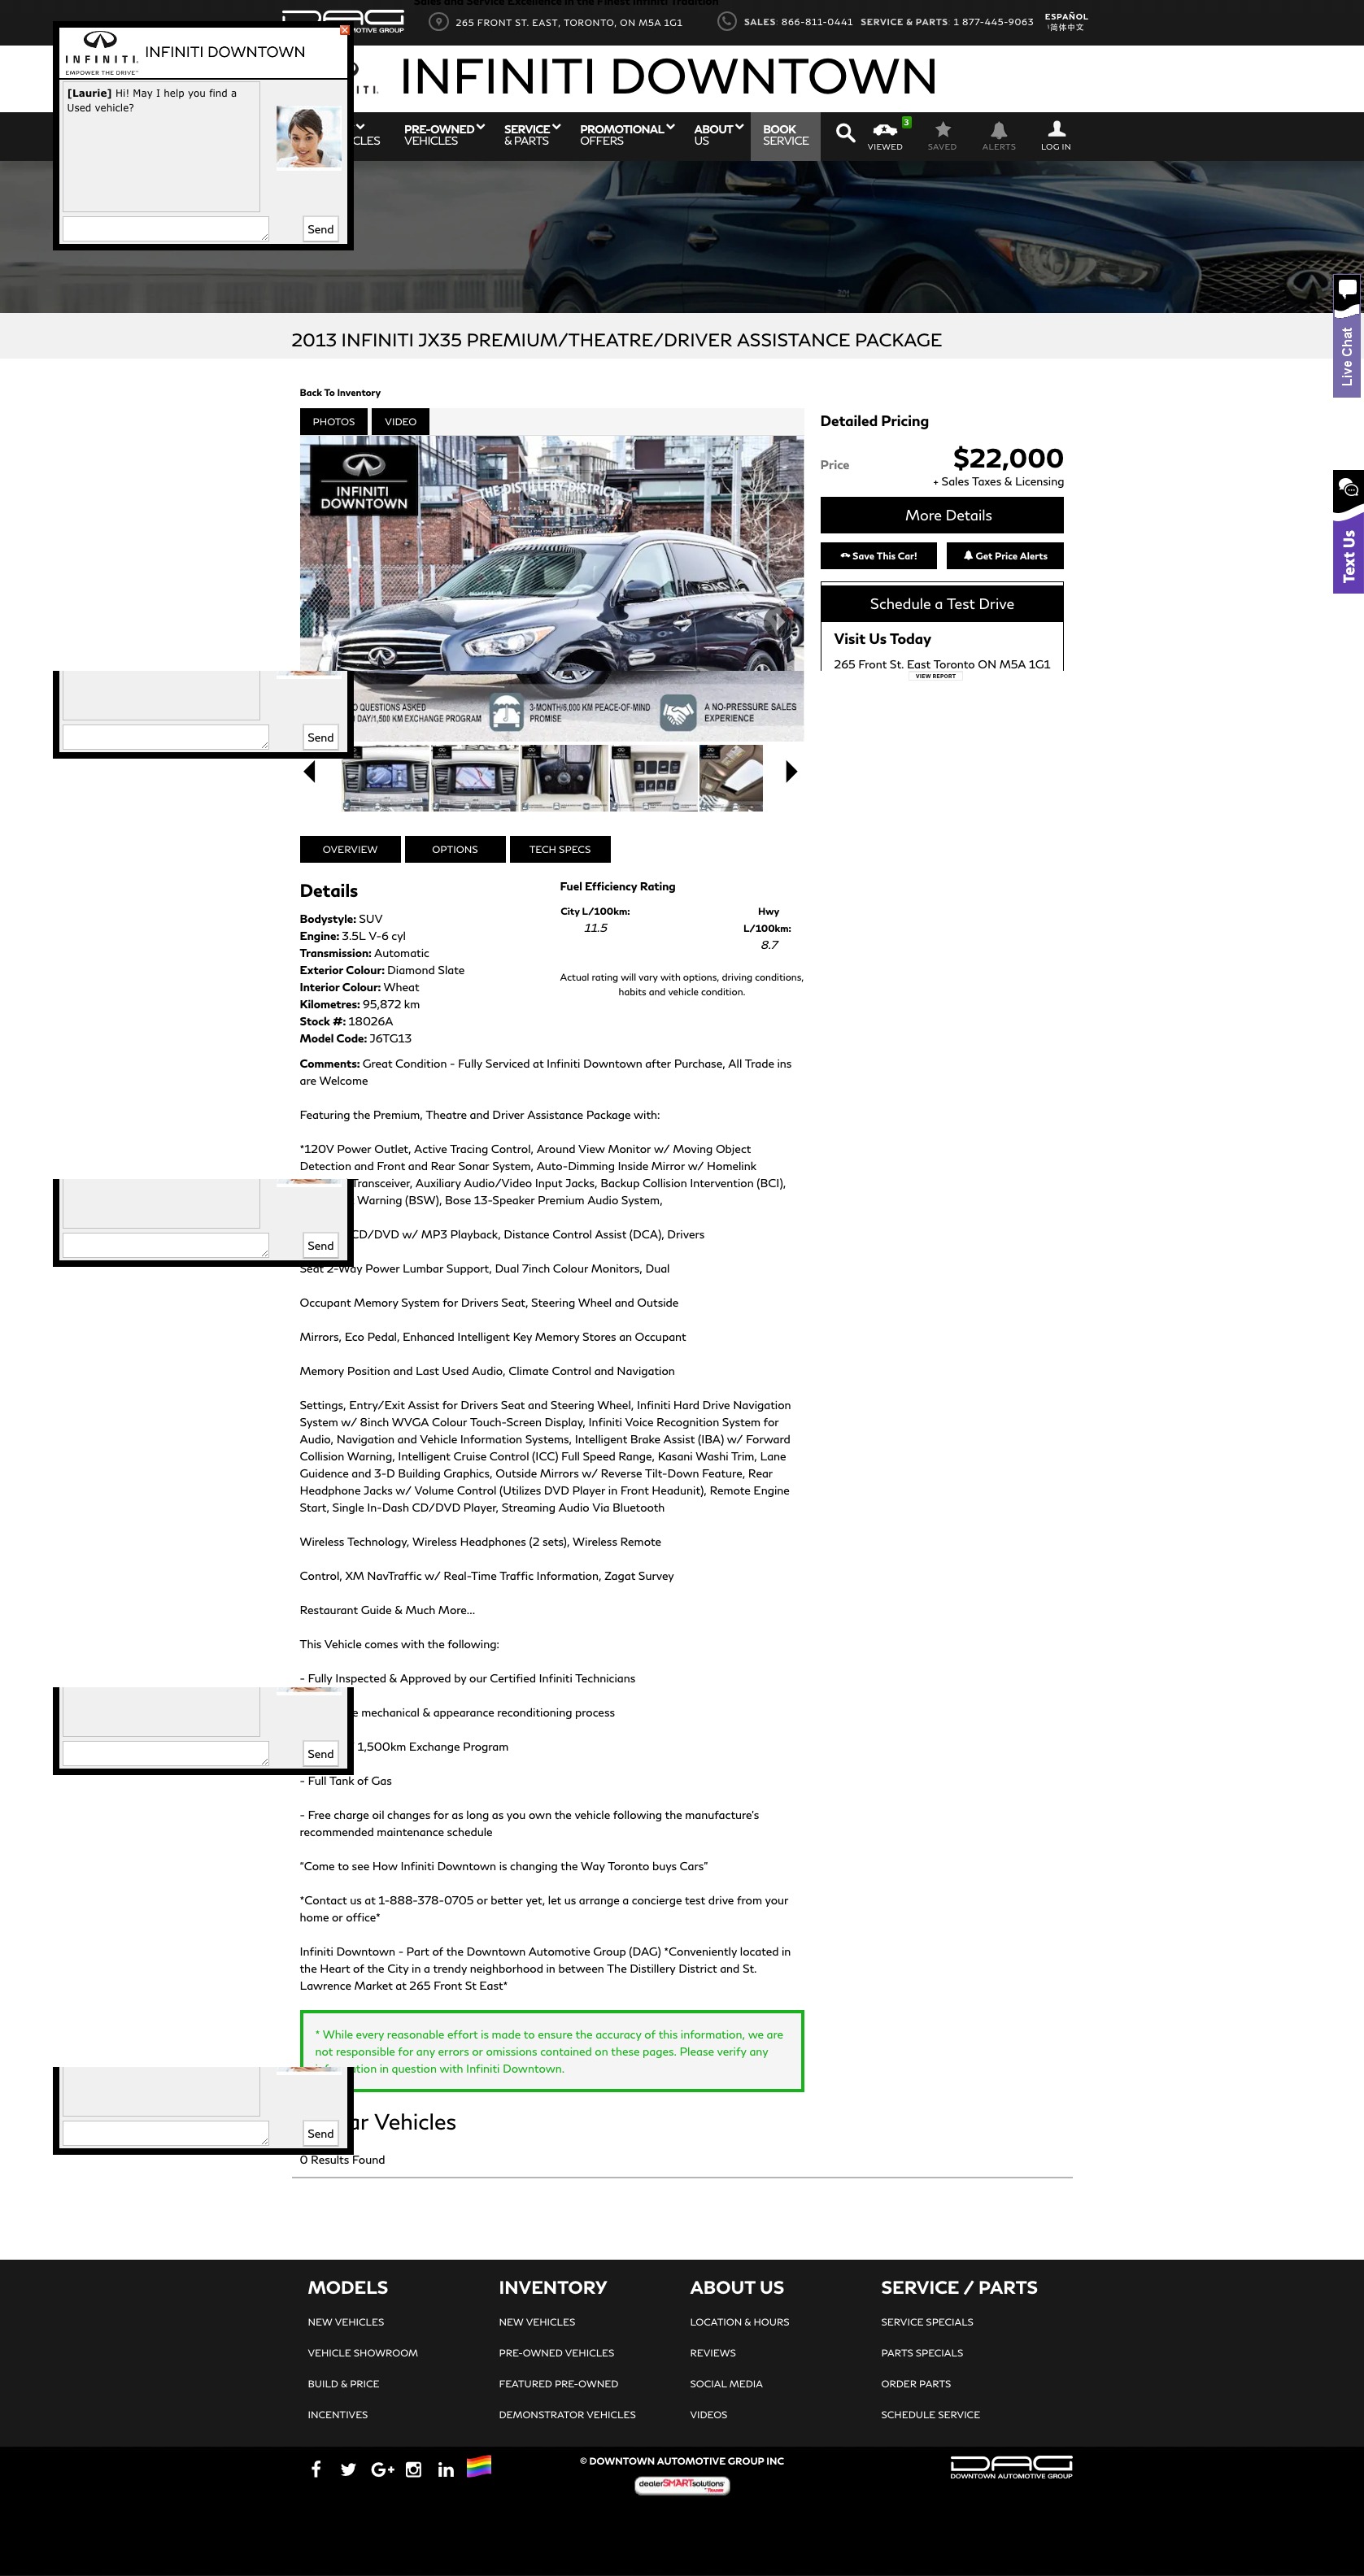 Sales and Service Excellence in the Finest Infiniti Tradition
DAG
265 FRONT ST. EAST, TORONTO, ON M5A 1G1
SALES: 866-811-0441 SERVICE & PARTS: 1 877-445-9063
ESPAÑOL
简体中文
INFINITI
EMPOWER THE DRIVE
INFINITI DOWNTOWN
INFINITI DOWNTOWN
[Laurie] Hi! May I help you find a
Used vehicle?
Send
PRE-OWNED
VEHICLES
SERVICE
& PARTS
PROMOTIONAL
OFFERS
ABOUT
US
BOOK
SERVICE
VIEWED
3
SAVED
ALERTS
LOG IN
Live Chat
Text Us
2013 INFINITI JX35 PREMIUM/THEATRE/DRIVER ASSISTANCE PACKAGE
Back To Inventory
PHOTOS
VIDEO
INFINITI
DOWNTOWN
THE DISTILLERY DISTRICT
QUESTIONS ASKED
DAY/1,500 KM EXCHANGE PROGRAM
3-MONTH/6,000 KM PEACE-OF-MIND
PROMISE
A NO-PRESSURE SALES
EXPERIENCE
Detailed Pricing
Price
$22,000
+ Sales Taxes & Licensing
More Details
Save This Car!
Get Price Alerts
Schedule a Test Drive
Visit Us Today
265 Front St. East Toronto ON M5A 1G1
VIEW REPORT
Send
OVERVIEW
OPTIONS
TECH SPECS
Details
Bodystyle: SUV
Engine: 3.5L V-6 cyl
Transmission: Automatic
Exterior Colour: Diamond Slate
Interior Colour: Wheat
Kilometres: 95,872 km
Stock #: 18026A
Model Code: J6TG13
Fuel Efficiency Rating
City L/100km:
11.5
Hwy
L/100km:
8.7
Actual rating will vary with options, driving conditions,
habits and vehicle condition.
Comments: Great Condition - Fully Serviced at Infiniti Downtown after Purchase, All Trade ins
are Welcome
Featuring the Premium, Theatre and Driver Assistance Package with:
*120V Power Outlet, Active Tracing Control, Around View Monitor w/ Moving Object
Detection and Front and Rear Sonar System, Auto-Dimming Inside Mirror w/ Homelink
Transceiver, Auxiliary Audio/Video Input Jacks, Backup Collision Intervention (BCI),
Warning (BSW), Bose 13-Speaker Premium Audio System,
CD/DVD w/ MP3 Playback, Distance Control Assist (DCA), Drivers
Send
Seat 2-Way Power Lumbar Support, Dual 7inch Colour Monitors, Dual
Occupant Memory System for Drivers Seat, Steering Wheel and Outside
Mirrors, Eco Pedal, Enhanced Intelligent Key Memory Stores an Occupant
Memory Position and Last Used Audio, Climate Control and Navigation
Settings, Entry/Exit Assist for Drivers Seat and Steering Wheel, Infiniti Hard Drive Navigation
System w/ 8inch WVGA Colour Touch-Screen Display, Infiniti Voice Recognition System for
Audio, Navigation and Vehicle Information Systems, Intelligent Brake Assist (IBA) w/ Forward
Collision Warning, Intelligent Cruise Control (ICC) Full Speed Range, Kasani Washi Trim, Lane
Guidence and 3-D Building Graphics, Outside Mirrors w/ Reverse Tilt-Down Feature, Rear
Headphone Jacks w/ Volume Control (Utilizes DVD Player in Front Headunit), Remote Engine
Start, Single In-Dash CD/DVD Player, Streaming Audio Via Bluetooth
Wireless Technology, Wireless Headphones (2 sets), Wireless Remote
Control, XM NavTraffic w/ Real-Time Traffic Information, Zagat Survey
Restaurant Guide & Much More...
This Vehicle comes with the following:
- Fully Inspected & Approved by our Certified Infiniti Technicians
mechanical & appearance reconditioning process
1,500km Exchange Program
Send
- Full Tank of Gas
- Free charge oil changes for as long as you own the vehicle following the manufacture's
recommended maintenance schedule
"Come to see How Infiniti Downtown is changing the Way Toronto buys Cars"
*Contact us at 1-888-378-0705 or better yet, let us arrange a concierge test drive from your
home or office*
Infiniti Downtown - Part of the Downtown Automotive Group (DAG) *Conveniently located in
the Heart of the City in a trendy neighborhood in between The Distillery District and St.
Lawrence Market at 265 Front St East*
* While every reasonable effort is made to ensure the accuracy of this information, we are
not responsible for any errors or omissions contained on these pages. Please verify any
in question with Infiniti Downtown.
Vehicles
Send
0 Results Found
MODELS
NEW VEHICLES
VEHICLE SHOWROOM
BUILD & PRICE
INCENTIVES
INVENTORY
NEW VEHICLES
PRE-OWNED VEHICLES
FEATURED PRE-OWNED
DEMONSTRATOR VEHICLES
ABOUT US
LOCATION & HOURS
REVIEWS
SOCIAL MEDIA
VIDEOS
SERVICE / PARTS
SERVICE SPECIALS
PARTS SPECIALS
ORDER PARTS
SCHEDULE SERVICE
© DOWNTOWN AUTOMOTIVE GROUP INC
dealerSMARTsolutions
DAG
DOWNTOWN AUTOMOTIVE GROUP